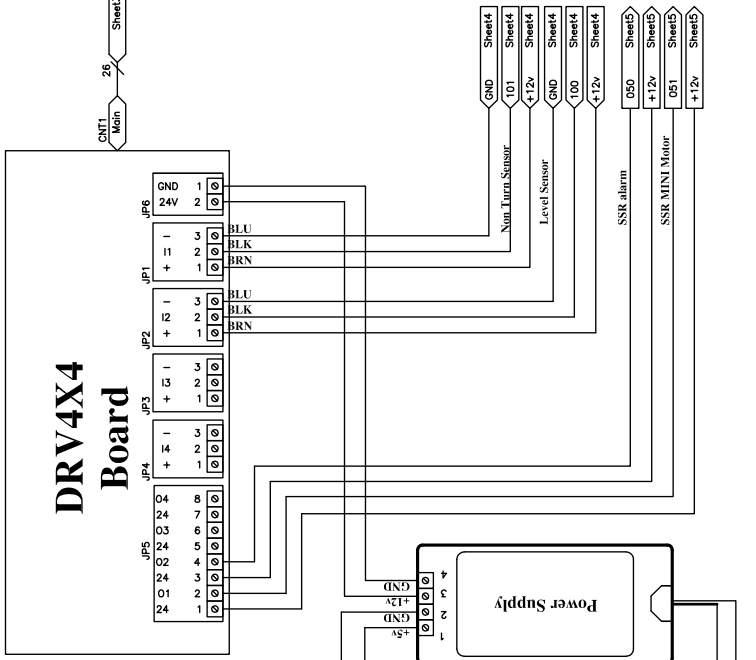 Sheet
26
CNT1
Main
GND Sheet4
101 Sheet4
+12v Sheet4
GND Sheet4
100 Sheet4
+12v Sheet4
050 Sheet5
+12v Sheet5
051 Sheet5
+12v Sheet5
Non Turn Sensor
Level Sensor
SSR alarm
SSR MINI Motor
DRV4X4
Board
JP6
GND 1
24V 2
JP1
– 3 BLU
I1 2 BLK
+ 1 BRN
JP2
– 3 BLU
I2 2 BLK
+ 1 BRN
JP3
– 3
I3 2
+ 1
JP4
– 3
I4 2
+ 1
JP5
O4 8
24 7
O3 6
24 5
O2 4
24 3
O1 2
24 1
Power Supply
GND 4
+12v 3
GND 2
+5v 1